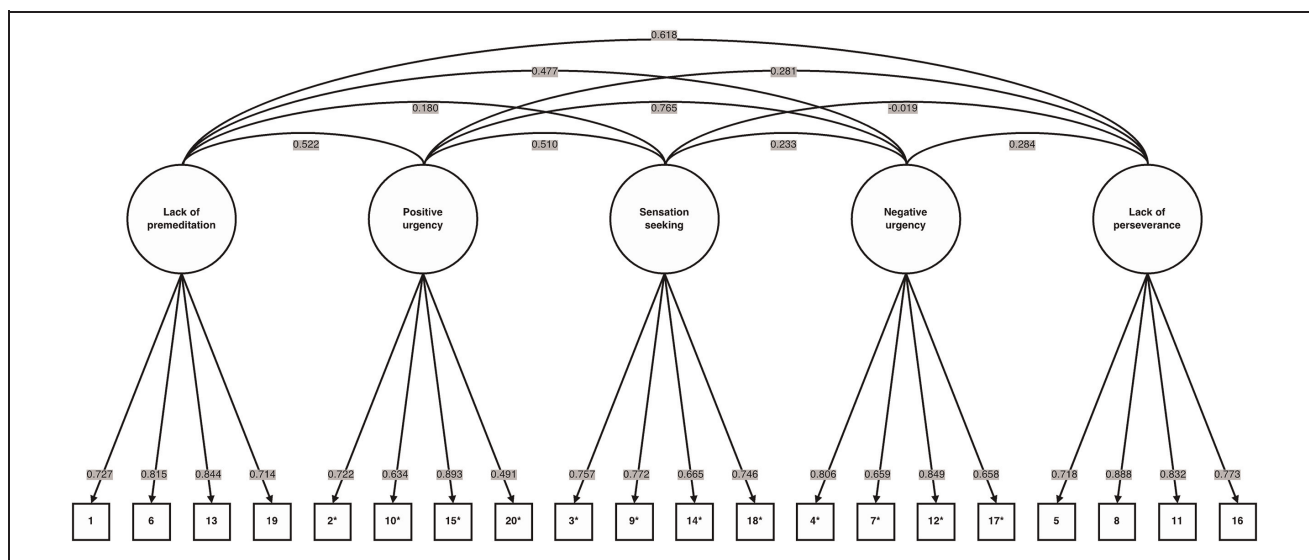 0.618
0.477 0.281
0.180 0.765 -0.019
0.522 0.510 0.233 0.284
Lack of
premeditation
Positive
urgency
Sensation
seeking
Negative
urgency
Lack of
perseverance
0.727 0.815 0.844 0.714 0.722 0.634 0.893 0.491 0.757 0.772 0.665 0.746 0.806 0.659 0.849 0.658 0.718 0.888 0.832 0.773
1 6 13 19 2* 10* 15* 20* 3* 9* 14* 18* 4* 7* 12* 17* 5 8 11 16